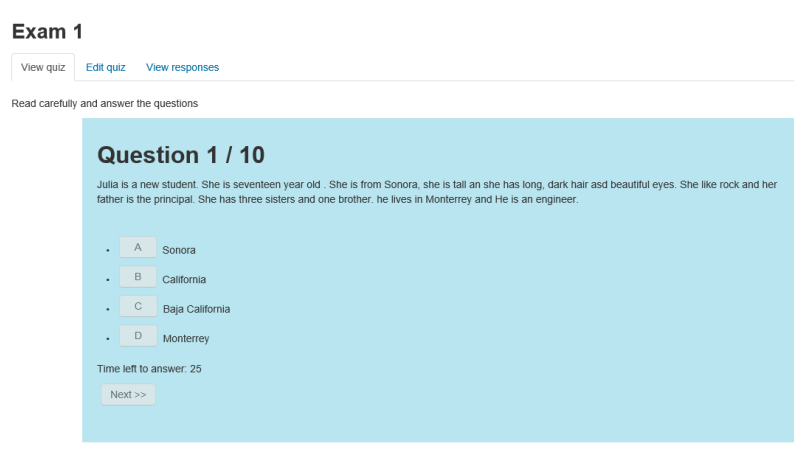 Exam 1
View quiz Edit quiz View responses
Read carefully and answer the questions
Question 1 / 10
Julia is a new student. She is seventeen year old . She is from Sonora, she is tall an she has long, dark hair asd beautiful eyes. She like rock and her
father is the principal. She has three sisters and one brother. he lives in Monterrey and He is an engineer.
A Sonora
B California
C Baja California
D Monterrey
Time left to answer: 25
Next >>